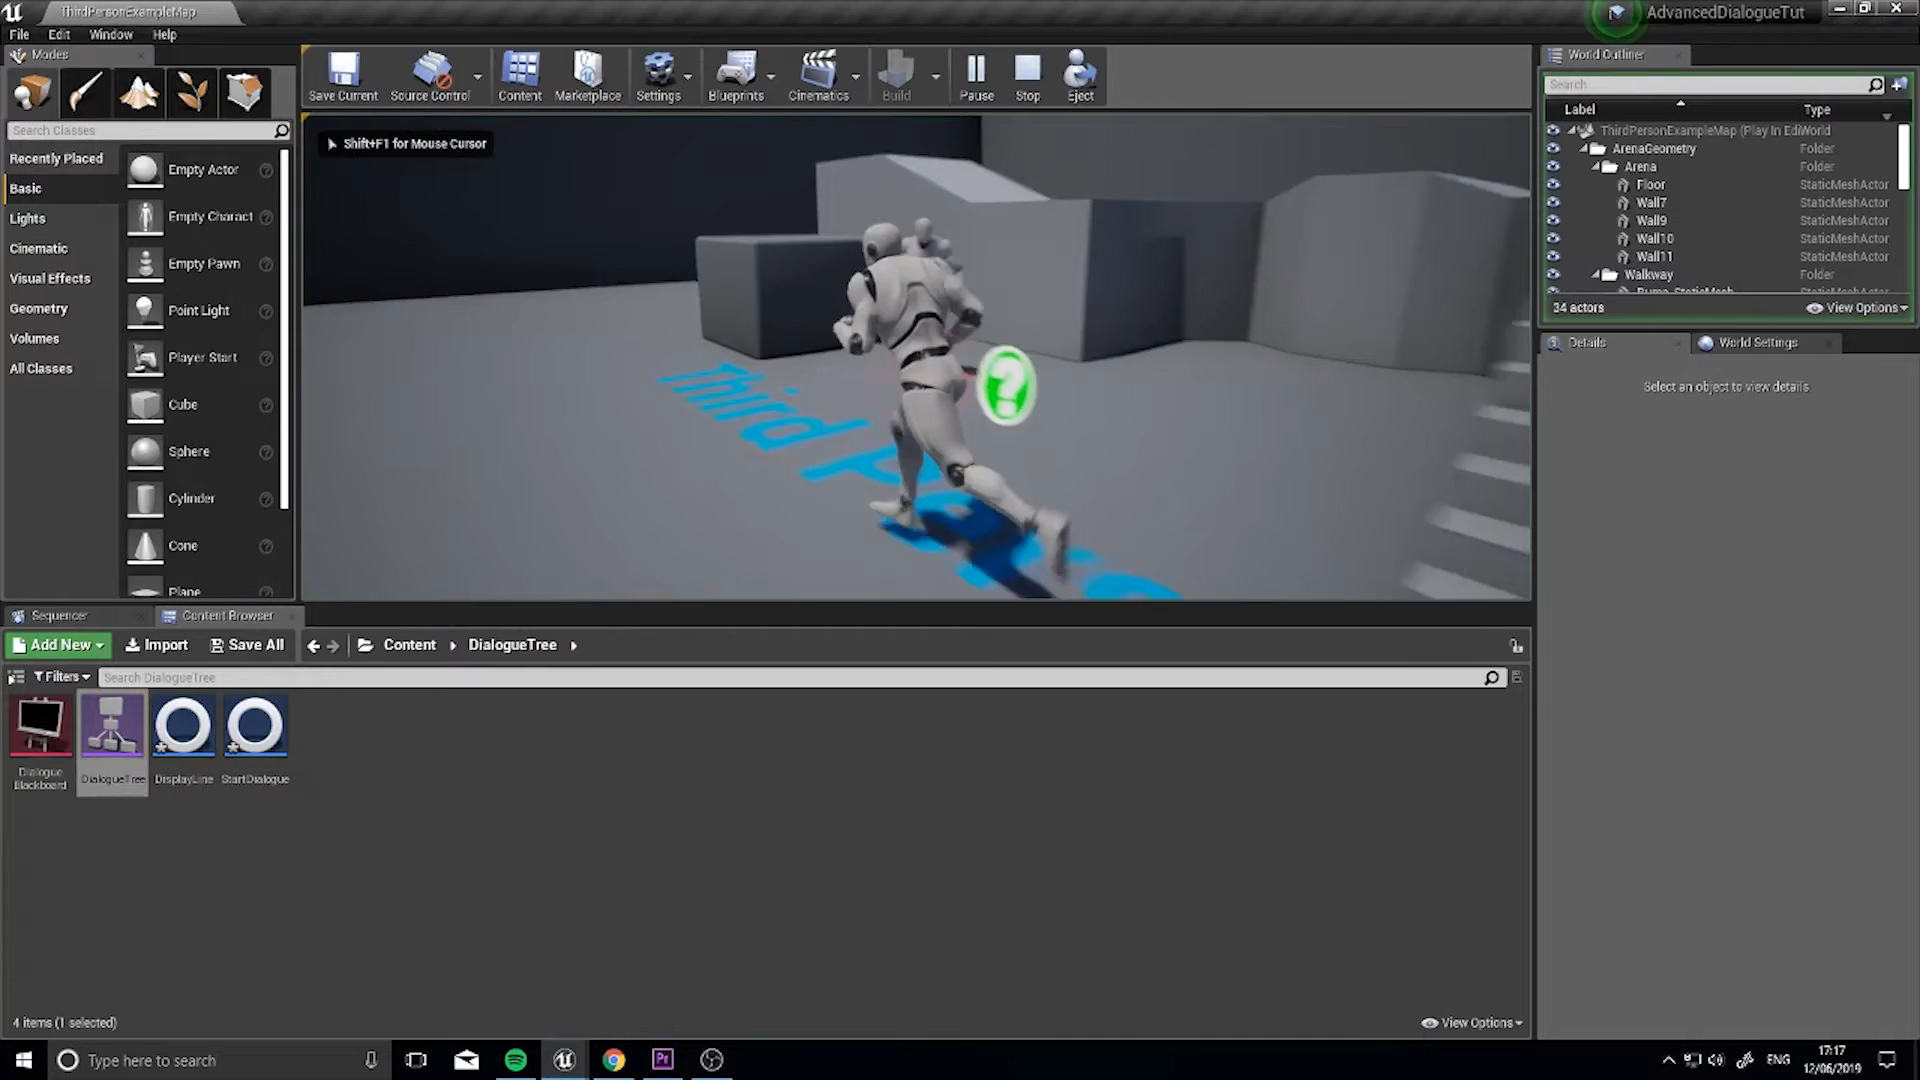 ThirdPersonExampleMap
AdvancedDialogueTut
File Edit Window Help
Modes
Save Current
Source Control
Content
Marketplace
Settings
Blueprints
Cinematics
Build
Pause
Stop
Eject
Search Classes
Recently Placed
Basic
Lights
Cinematic
Visual Effects
Geometry
Volumes
All Classes
Empty Actor
Empty Charact
Empty Pawn
Point Light
Player Start
Cube
Sphere
Cylinder
Cone
Plane
Shift+F1 for Mouse Cursor
Third P
?
World Outliner
Search...
Label Type
ThirdPersonExampleMap (Play In Edi World
ArenaGeometry Folder
Arena Folder
Floor StaticMeshActor
Wall7 StaticMeshActor
Wall9 StaticMeshActor
Wall10 StaticMeshActor
Wall11 StaticMeshActor
Walkway Folder
Bump_StaticMesh StaticMeshActor
34 actors
View Options
Details
World Settings
Select an object to view details
Sequencer
Content Browser
Add New
Import
Save All
Content
DialogueTree
Filters
Search DialogueTree
Dialogue
Blackboard
DialogueTree
DisplayLine
StartDialogue
4 items (1 selected)
View Options
Type here to search
Pr
ENG
17:17
12/06/2019